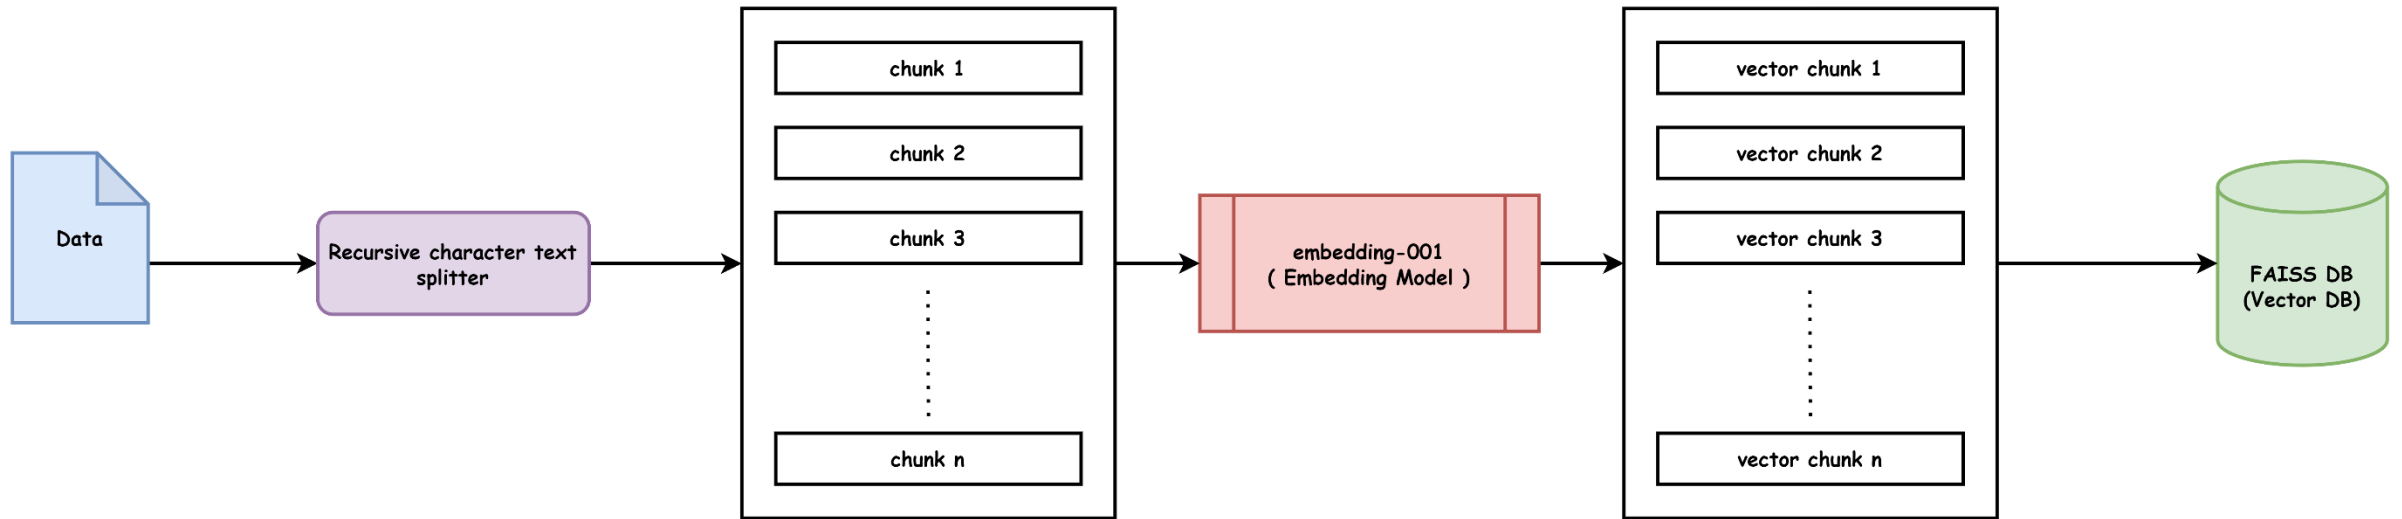 Data
Recursive character text
splitter
chunk 1
chunk 2
chunk 3
chunk n
embedding-001
( Embedding Model )
vector chunk 1
vector chunk 2
vector chunk 3
vector chunk n
FAISS DB
(Vector DB)